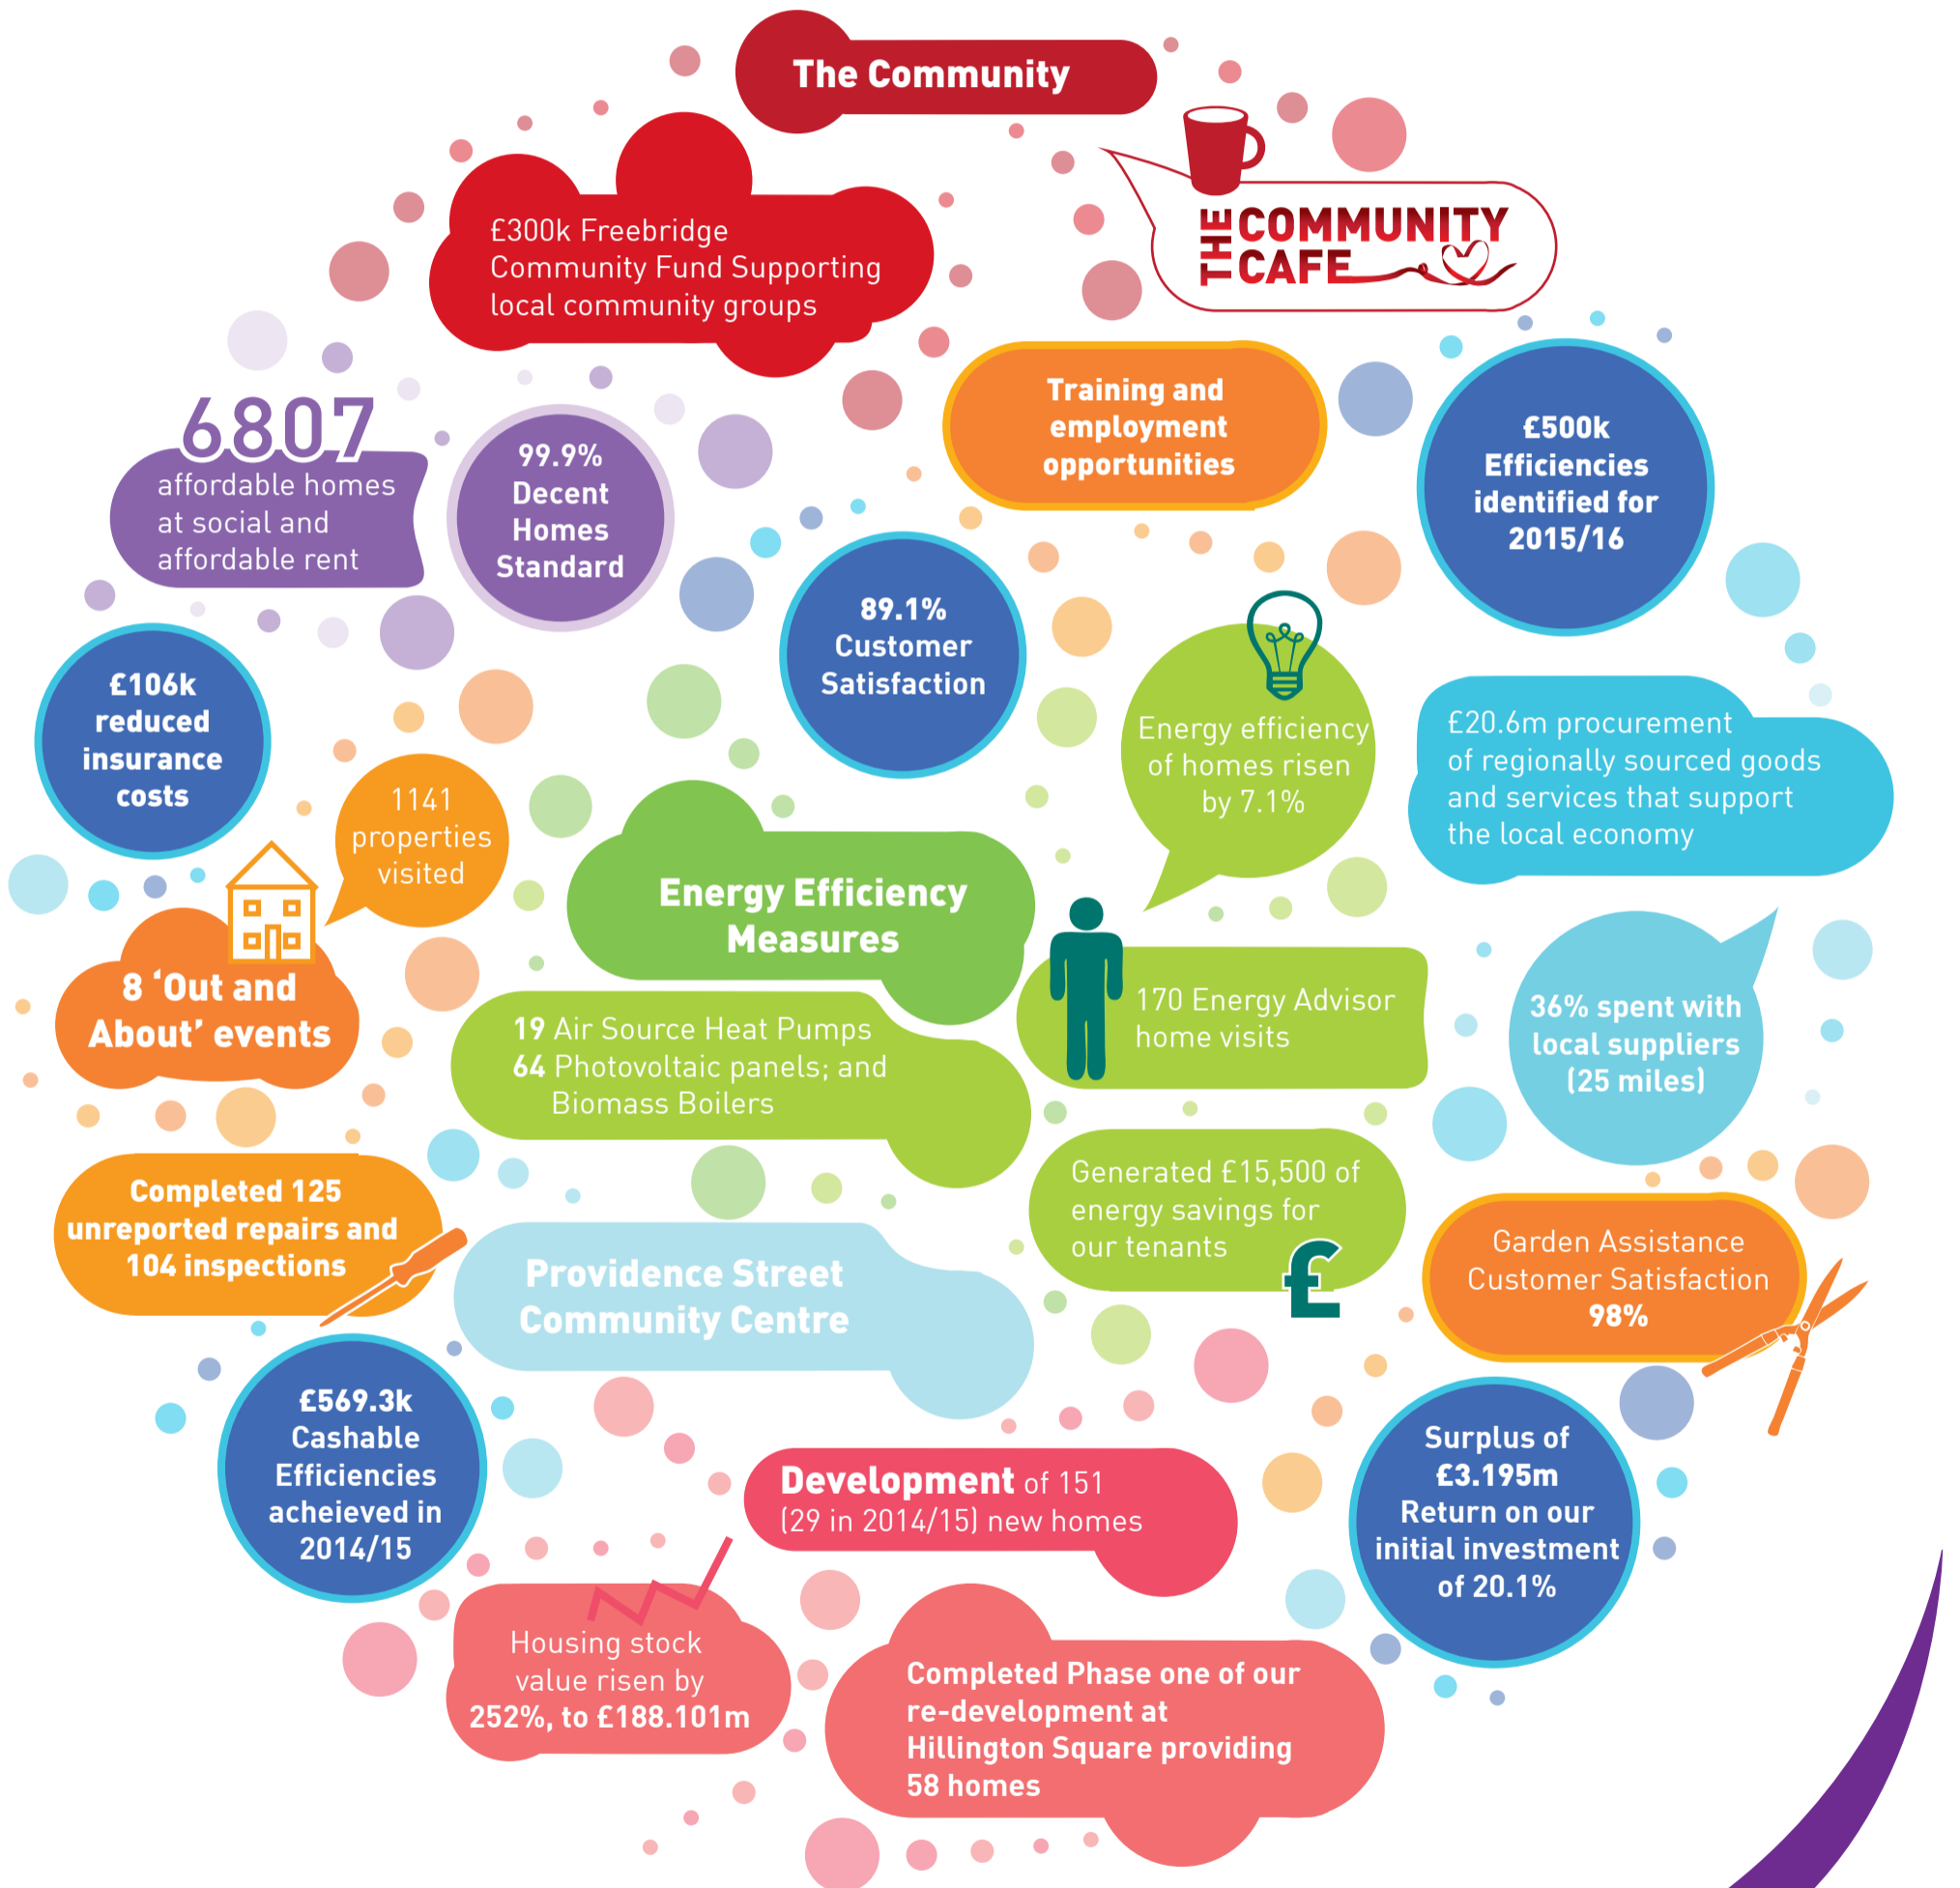 The Community
£300k Freebridge
Community Fund Supporting
local community groups
THE
COMMUNITY
CAFE
Training and
employment
opportunities
£500k
Efficiencies
identified for
2015/16
6807
affordable homes
at social and
affordable rent
99.9%
Decent
Homes
Standard
89.1%
Customer
Satisfaction
£106k
reduced
insurance
costs
1141
properties
visited
Energy efficiency
of homes risen
by 7.1%
£20.6m procurement
of regionally sourced goods
and services that support
the local economy
Energy Efficiency
Measures
8 ‘Out and
About’ events
19 Air Source Heat Pumps
64 Photovoltaic panels; and
Biomass Boilers
170 Energy Advisor
home visits
36% spent with
local suppliers
(25 miles)
Completed 125
unreported repairs and
104 inspections
Generated £15,500 of
energy savings for
our tenants
£
Providence Street
Community Centre
Garden Assistance
Customer Satisfaction
98%
£569.3k
Cashable
Efficiencies
acheieved in
2014/15
Development of 151
(29 in 2014/15) new homes
Surplus of
£3.195m
Return on our
initial investment
of 20.1%
Housing stock
value risen by
252%, to £188.101m
Completed Phase one of our
re-development at
Hillington Square providing
58 homes